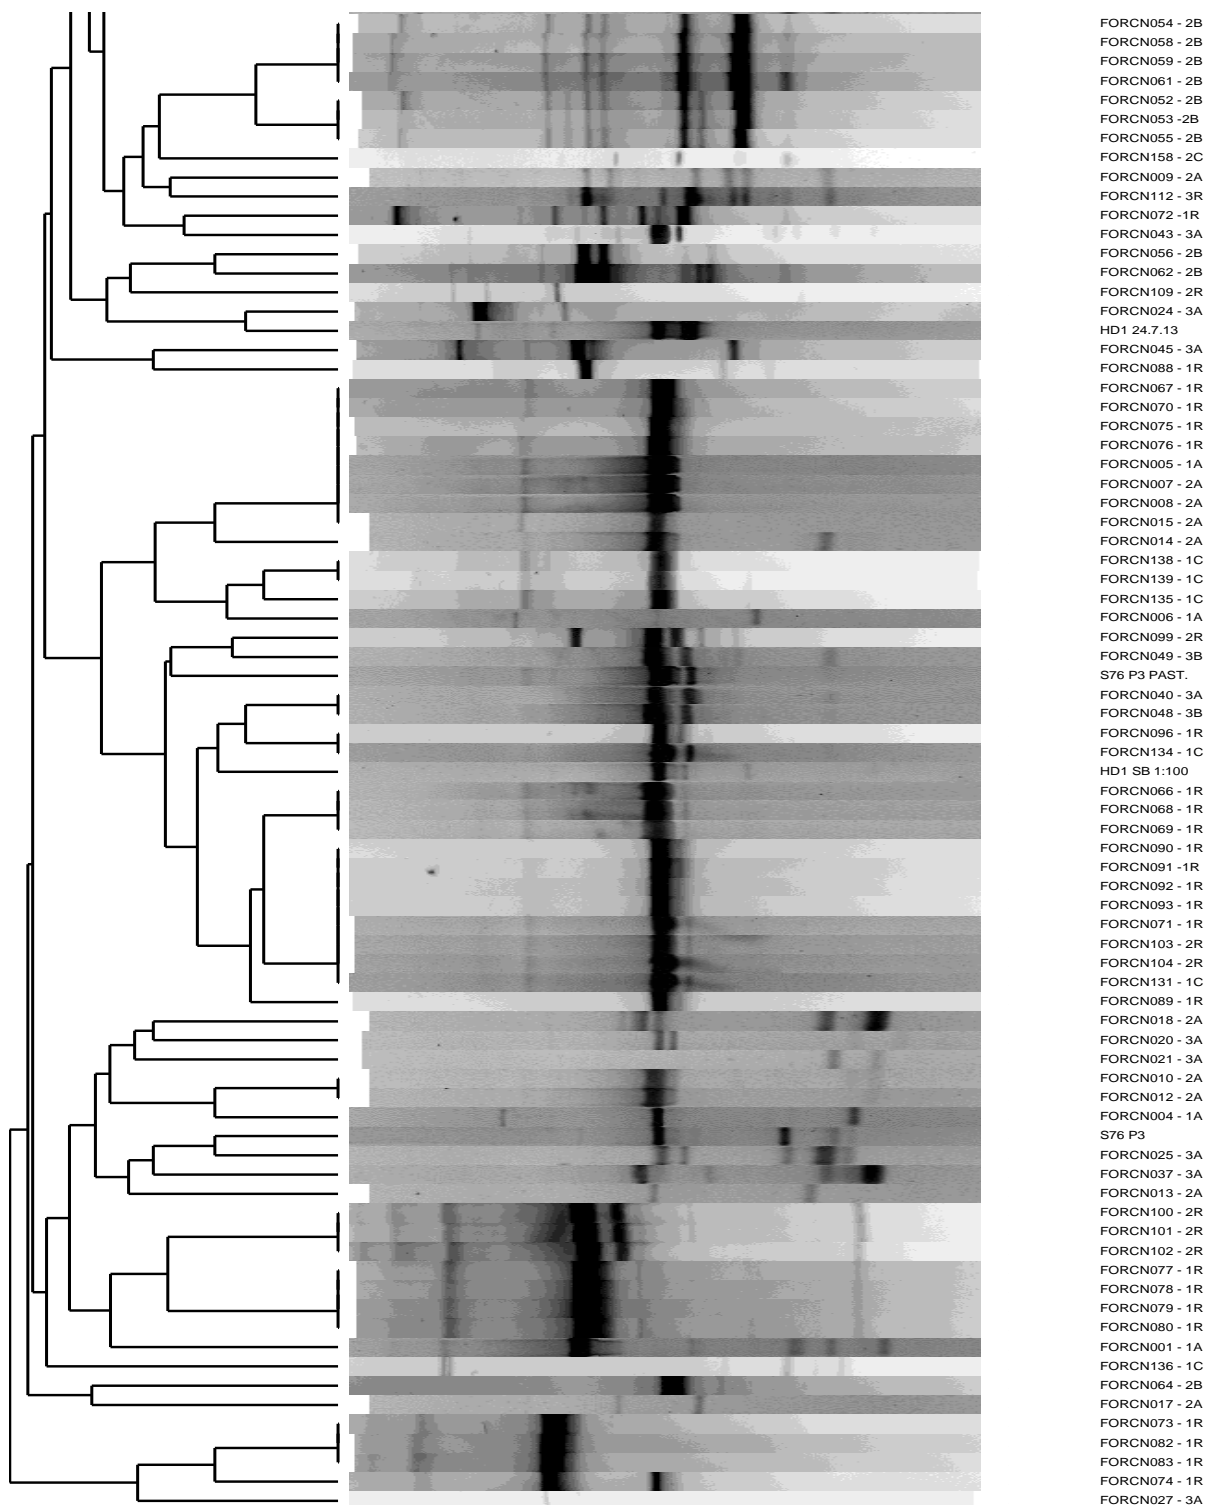 FORCN054 - 2B
FORCN058 - 2B
FORCN059 - 2B
FORCN061 - 2B
FORCN052 - 2B
FORCN053 -2B
FORCN055 - 2B
FORCN158 - 2C
FORCN009 - 2A
FORCN112 - 3R
FORCN072 -1R
FORCN043 - 3A
FORCN056 - 2B
FORCN062 - 2B
FORCN109 - 2R
FORCN024 - 3A
HD1 24.7.13
FORCN045 - 3A
FORCN088 - 1R
FORCN067 - 1R
FORCN070 - 1R
FORCN075 - 1R
FORCN076 - 1R
FORCN005 - 1A
FORCN007 - 2A
FORCN008 - 2A
FORCN015 - 2A
FORCN014 - 2A
FORCN138 - 1C
FORCN139 - 1C
FORCN135 - 1C
FORCN006 - 1A
FORCN099 - 2R
FORCN049 - 3B
S76 P3 PAST.
FORCN040 - 3A
FORCN048 - 3B
FORCN096 - 1R
FORCN134 - 1C
HD1 SB 1:100
FORCN066 - 1R
FORCN068 - 1R
FORCN069 - 1R
FORCN090 - 1R
FORCN091 -1R
FORCN092 - 1R
FORCN093 - 1R
FORCN071 - 1R
FORCN103 - 2R
FORCN104 - 2R
FORCN131 - 1C
FORCN089 - 1R
FORCN018 - 2A
FORCN020 - 3A
FORCN021 - 3A
FORCN010 - 2A
FORCN012 - 2A
FORCN004 - 1A
S76 P3
FORCN025 - 3A
FORCN037 - 3A
FORCN013 - 2A
FORCN100 - 2R
FORCN101 - 2R
FORCN102 - 2R
FORCN077 - 1R
FORCN078 - 1R
FORCN079 - 1R
FORCN080 - 1R
FORCN001 - 1A
FORCN136 - 1C
FORCN064 - 2B
FORCN017 - 2A
FORCN073 - 1R
FORCN082 - 1R
FORCN083 - 1R
FORCN074 - 1R
FORCN027 - 3A